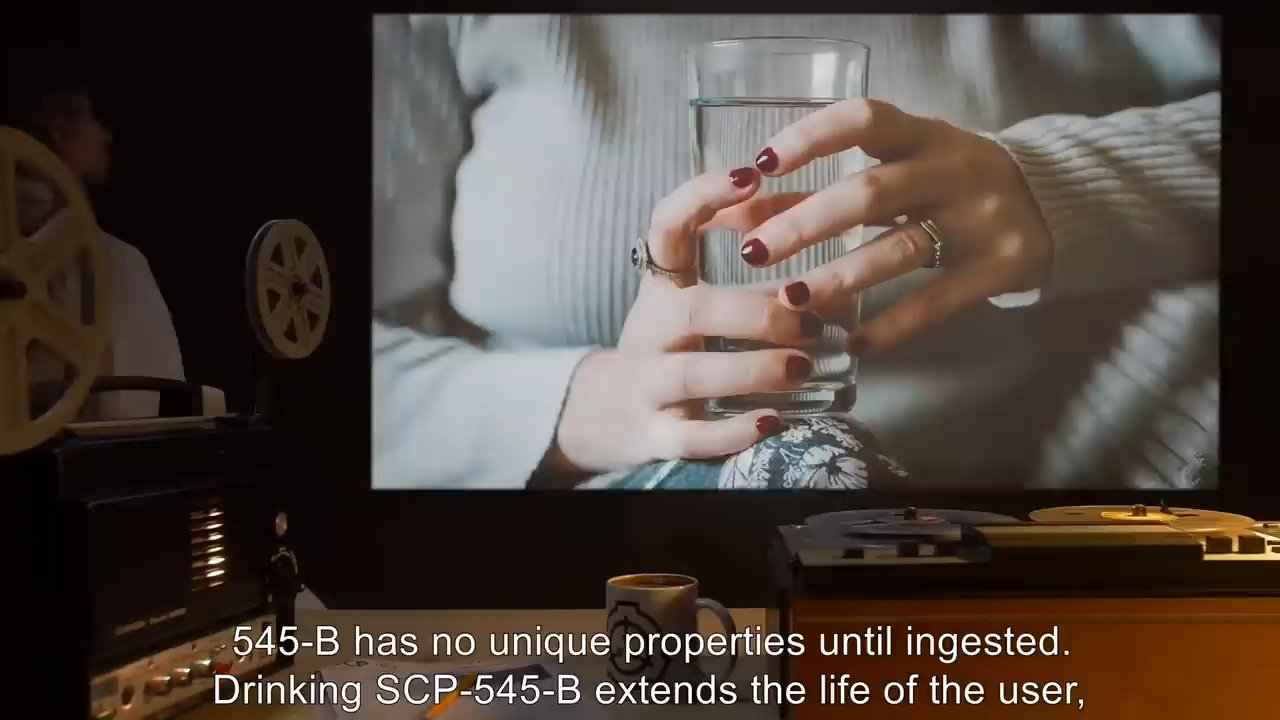 545-B has no unique properties until ingested.
Drinking SCP-545-B extends the life of the user,